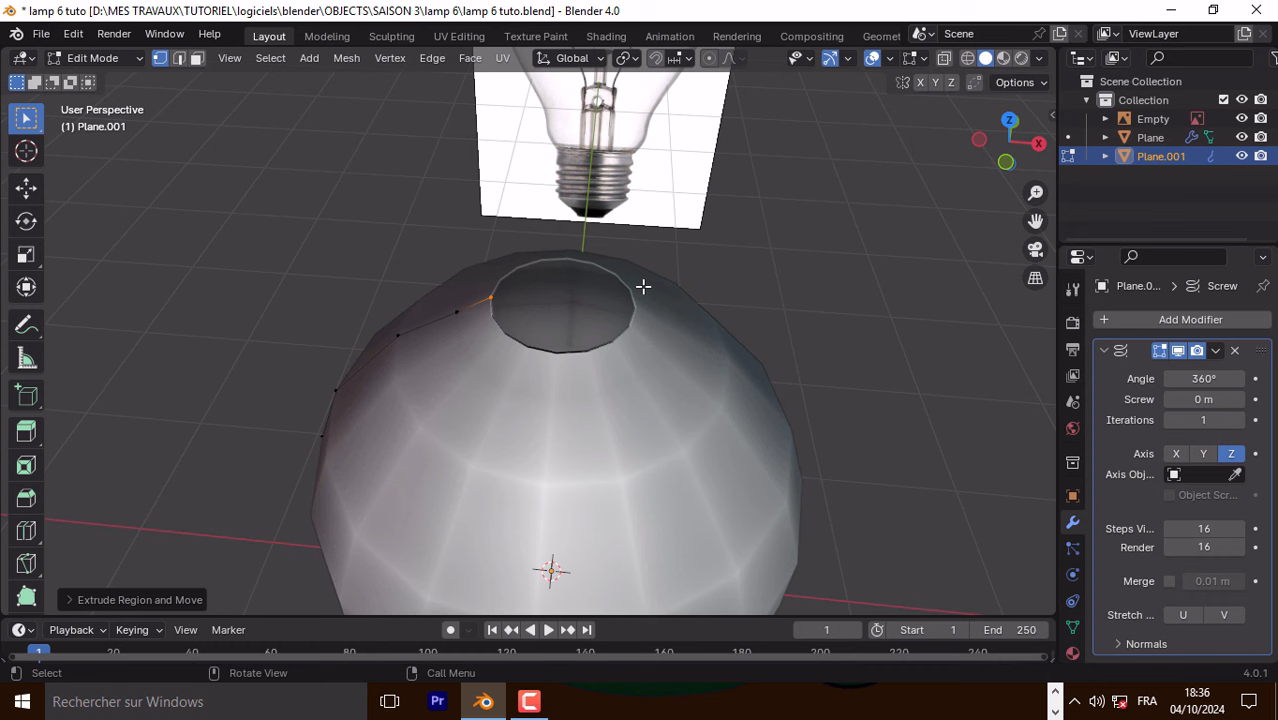 * lamp 6 tuto [D:\MES TRAVAUX\TUTORIEL\logiciels\blender\OBJECTS\SAISON 3\lamp 6\lamp 6 tuto.blend] - Blender 4.0
File Edit Render Window Help Layout Modeling Sculpting UV Editing Texture Paint Shading Animation Rendering Compositing Geomet Scene ViewLayer
Edit Mode View Select Add Mesh Vertex Edge Face UV Global
X Y Z Options
User Perspective
(1) Plane.001
Z
X
Scene Collection
Collection
Empty
Plane
Plane.001
Plane.0... Screw
Add Modifier
Angle 360°
Screw 0 m
Iterations 1
Axis X Y Z
Axis Obj...
Object Scr...
Steps Vi... 16
Render 16
Merge 0.01 m
Stretch ... U V
Normals
Extrude Region and Move
Playback Keying View Marker 1 Start 1 End 250
1 20 40 60 80 100 120 140 160 180 200 220 240
Select Rotate View Call Menu 4.0.1
Rechercher sur Windows Pr FRA 18:36
04/10/2024